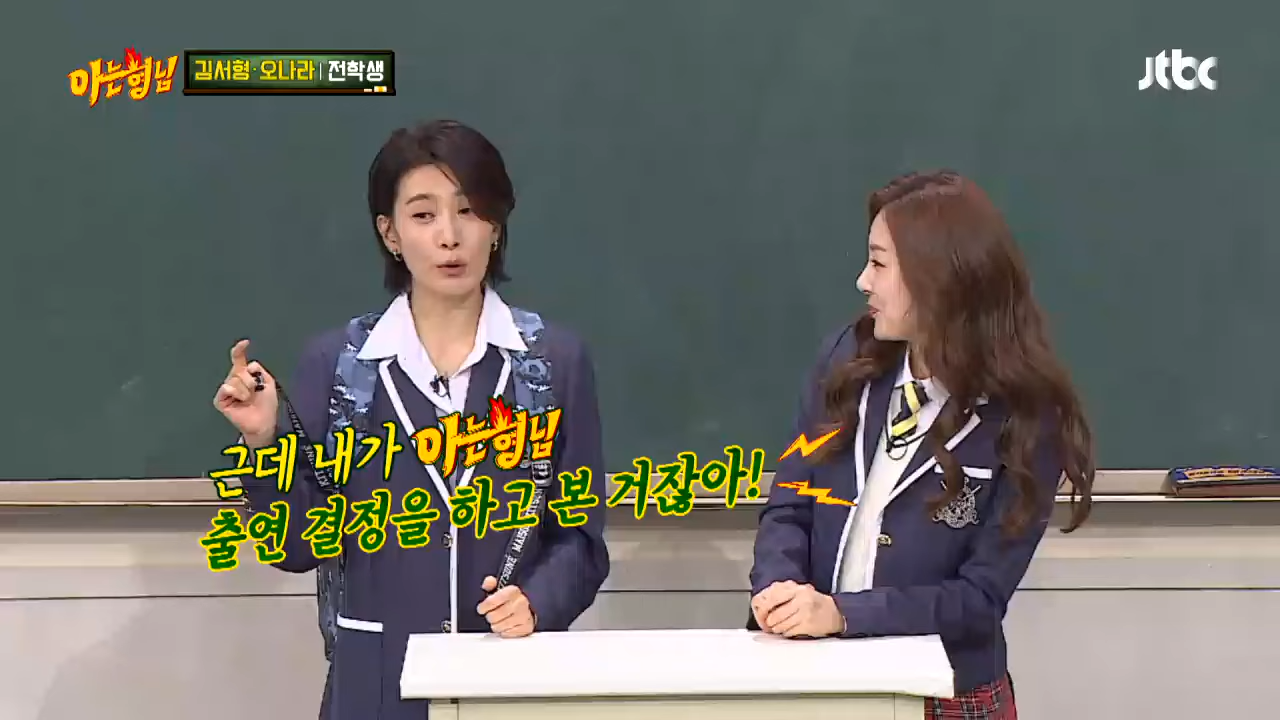 아는형님
김서형·오나라 | 전학생
jtbc
근데 내가 아는형님
출연 결정을 하고 본 거잖아!